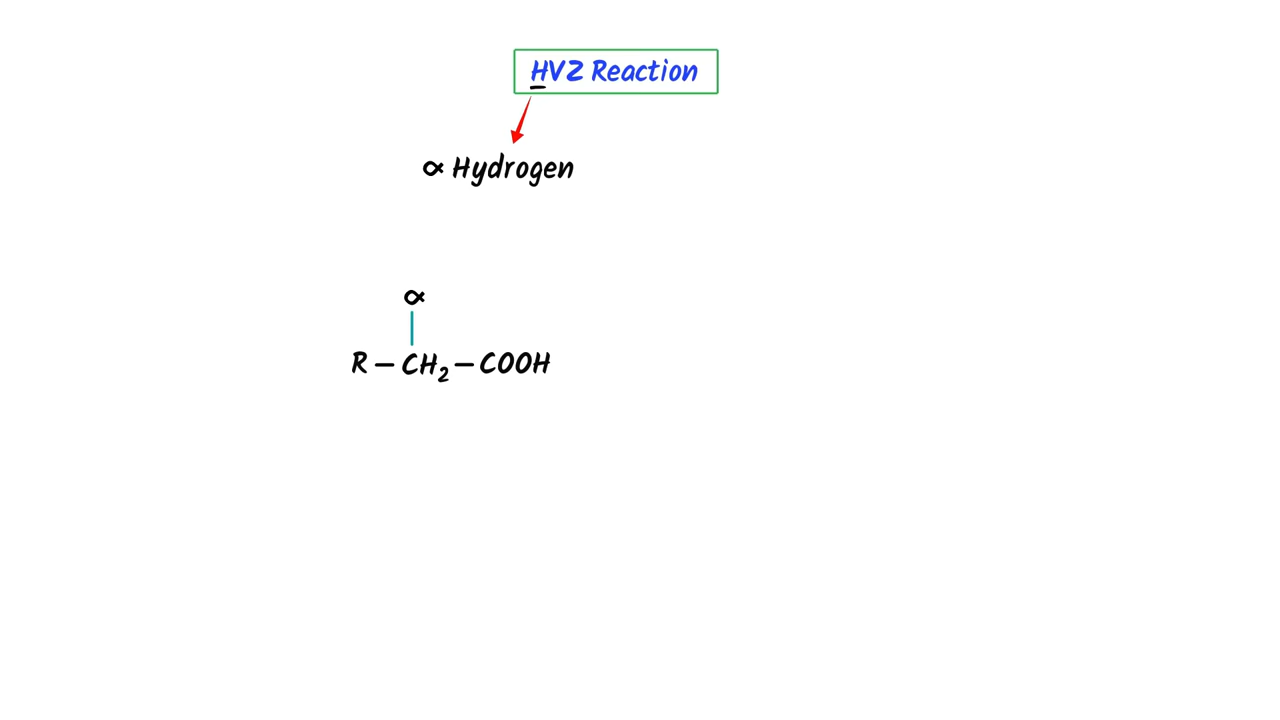 HVZ Reaction
∝ Hydrogen
∝
R – CH₂ – COOH